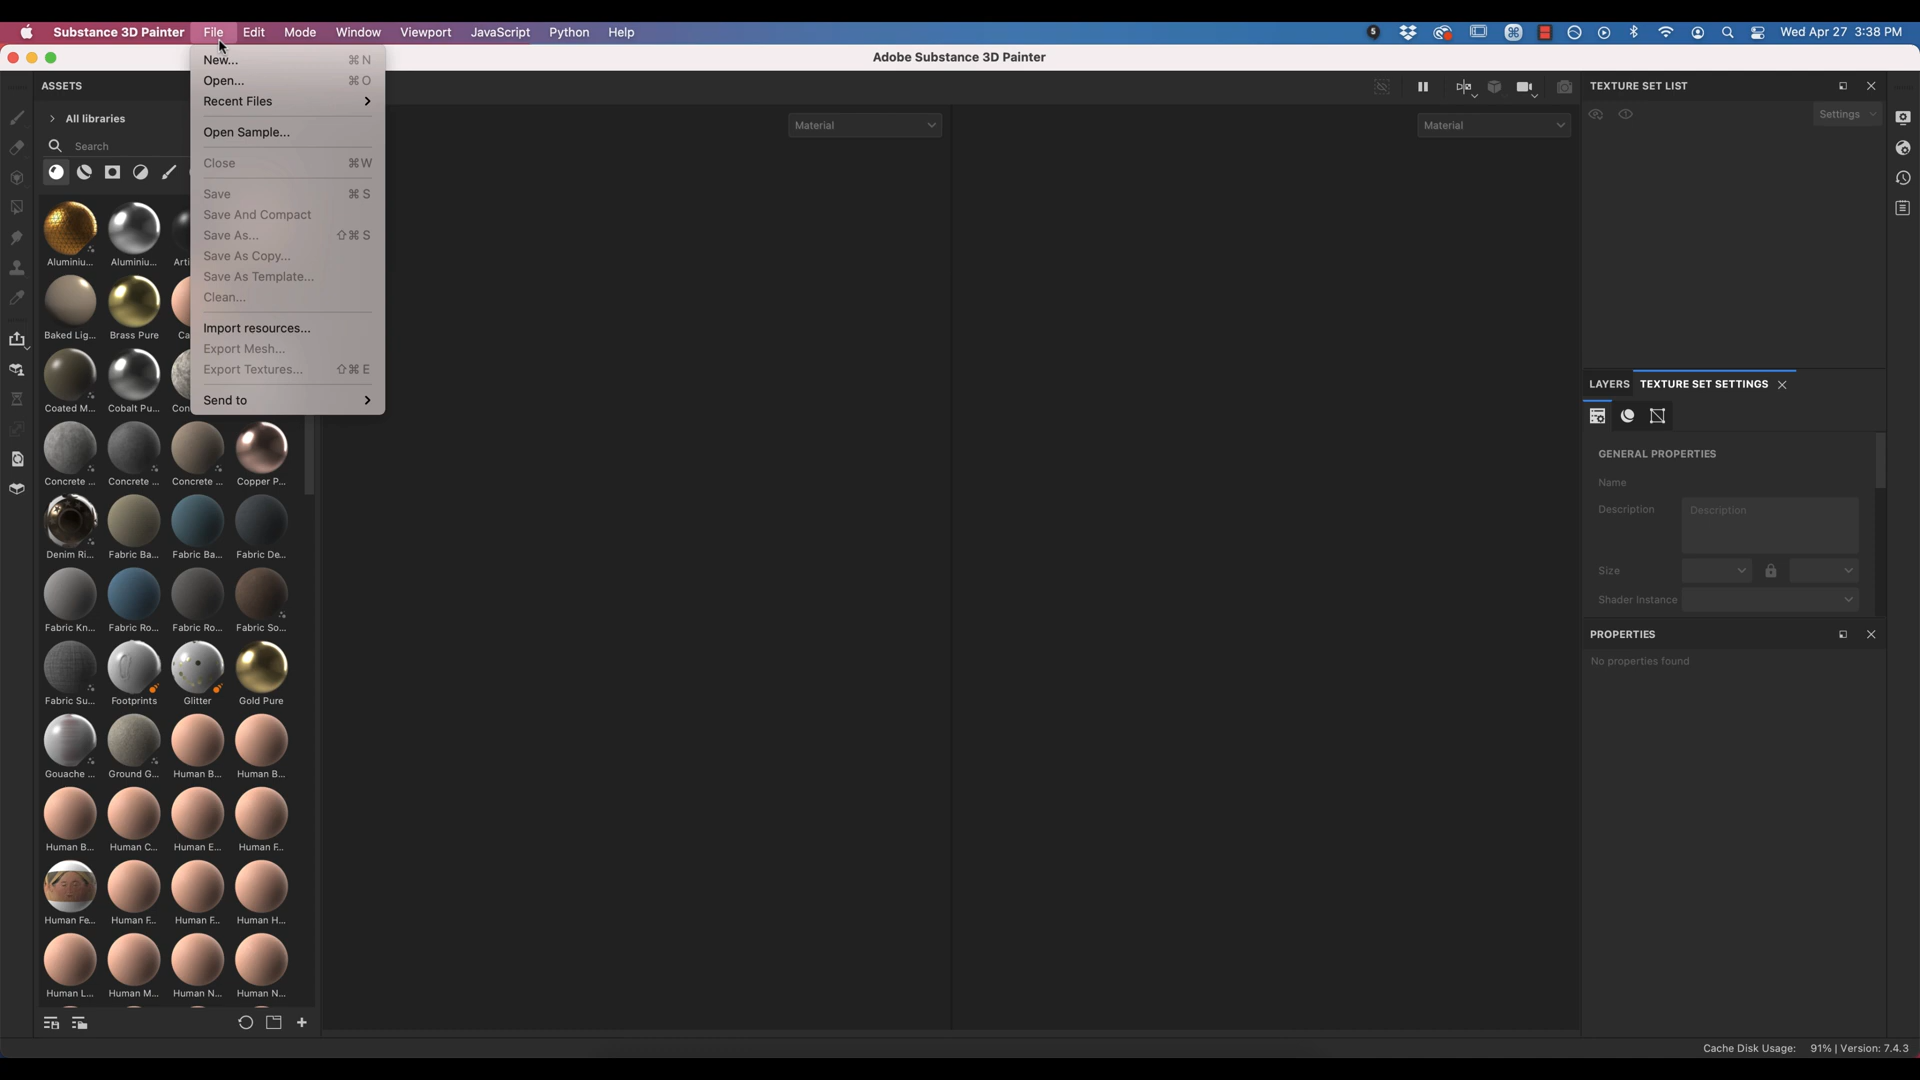 Substance 3D Painter File Edit Mode Window Viewport JavaScript Python Help
5
Wed Apr 27 3:38 PM
Adobe Substance 3D Painter
New... ⌘ N
Open... ⌘ O
Recent Files
Open Sample...
Close ⌘ W
Save ⌘ S
Save And Compact
Save As... ⇧ ⌘ S
Save As Copy...
Save As Template...
Clean...
Import resources...
Export Mesh...
Export Textures... ⇧ ⌘ E
Send to
ASSETS
All libraries
Search
Aluminiu... Aluminiu... Arti
Baked Lig... Brass Pure Ca
Coated M... Cobalt Pu... Con
Concrete ... Concrete ... Concrete ... Copper P...
Denim Ri... Fabric Ba... Fabric Ba... Fabric De...
Fabric Kn... Fabric Ro... Fabric Ro... Fabric So...
Fabric Su... Footprints Glitter Gold Pure
Gouache ... Ground G... Human B... Human B...
Human B... Human C... Human E... Human F...
Human Fe... Human F... Human F... Human H...
Human L... Human M... Human N... Human N...
Material
Material
TEXTURE SET LIST
Settings
LAYERS TEXTURE SET SETTINGS
GENERAL PROPERTIES
Name
Description Description
Size
Shader Instance
PROPERTIES
No properties found
Cache Disk Usage: 91% | Version: 7.4.3